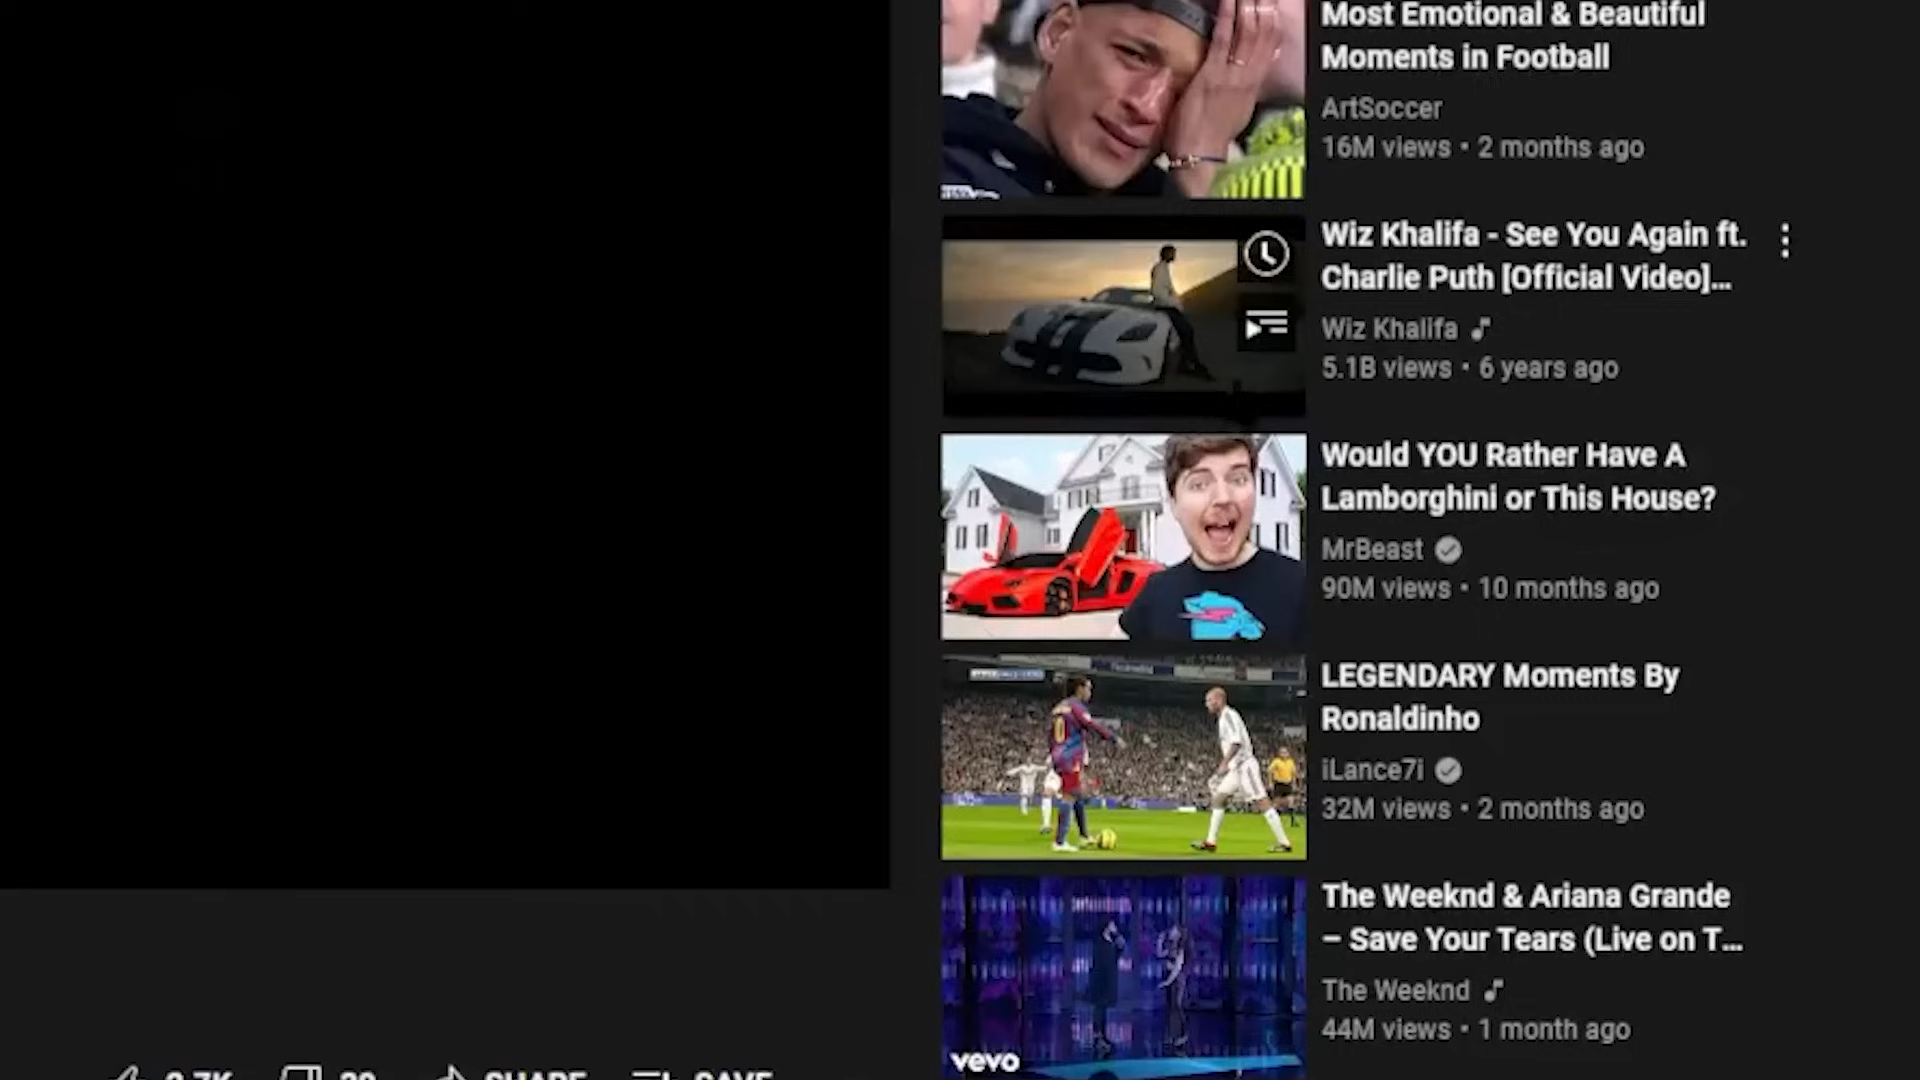 Most Emotional & Beautiful
Moments in Football
ArtSoccer
16M views • 2 months ago
Wiz Khalifa - See You Again ft.
Charlie Puth [Official Video]...
Wiz Khalifa
5.1B views • 6 years ago
Would YOU Rather Have A
Lamborghini or This House?
MrBeast
90M views • 10 months ago
LEGENDARY Moments By
Ronaldinho
iLance7i
32M views • 2 months ago
The Weeknd & Ariana Grande
– Save Your Tears (Live on T...
The Weeknd
44M views • 1 month ago
vevo
SHARE
SAVE